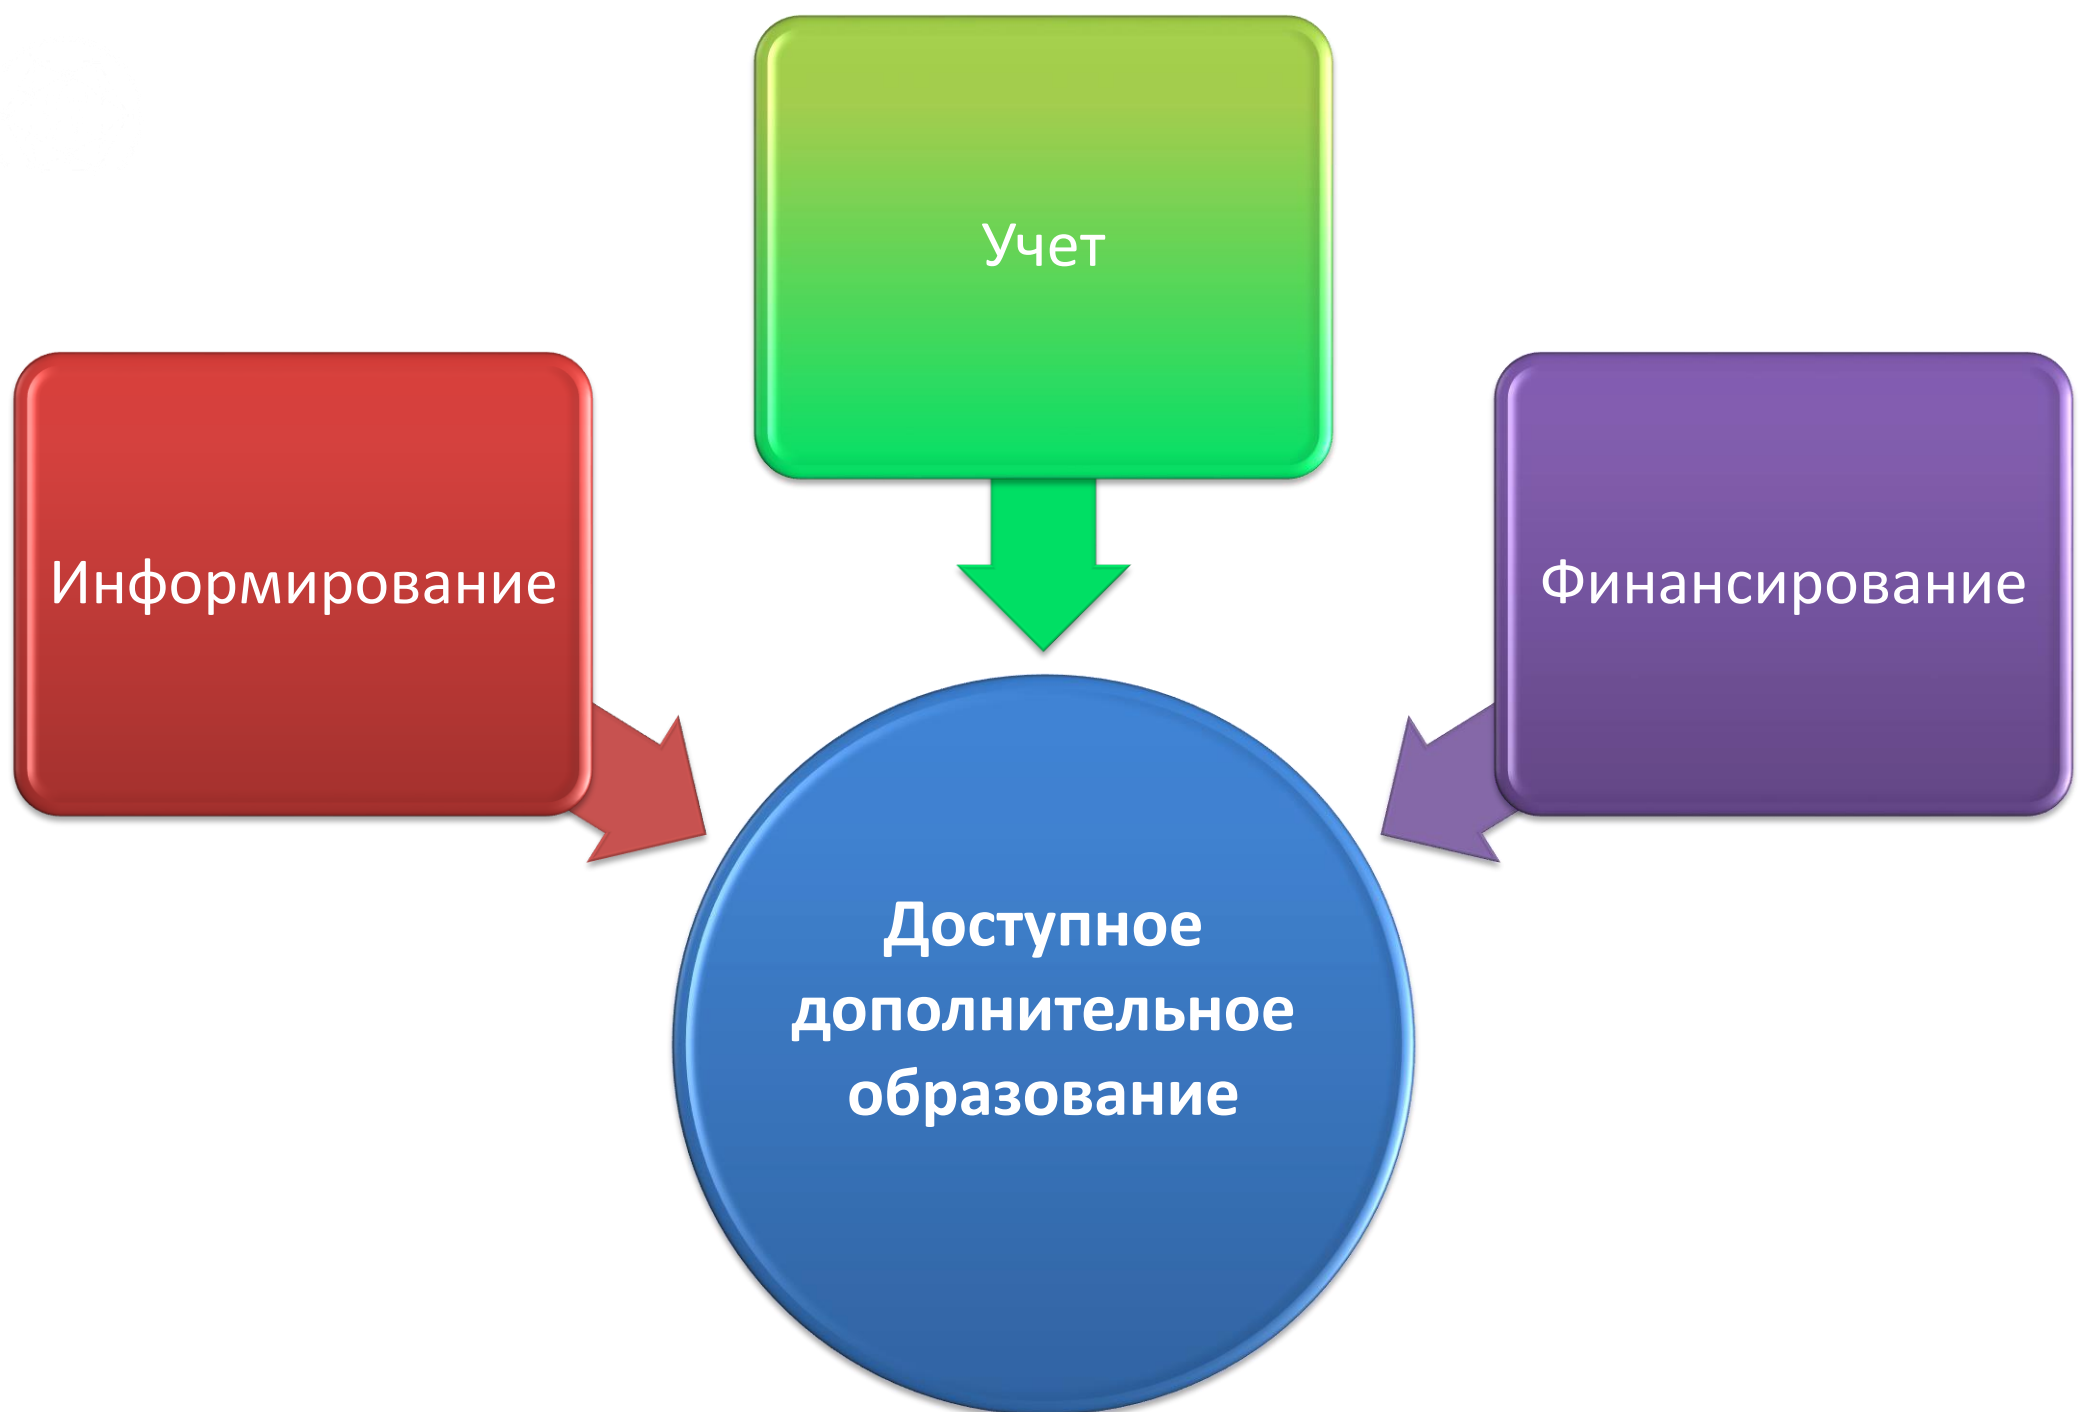 Учет
Информирование
Финансирование
Доступное
дополнительное
образование